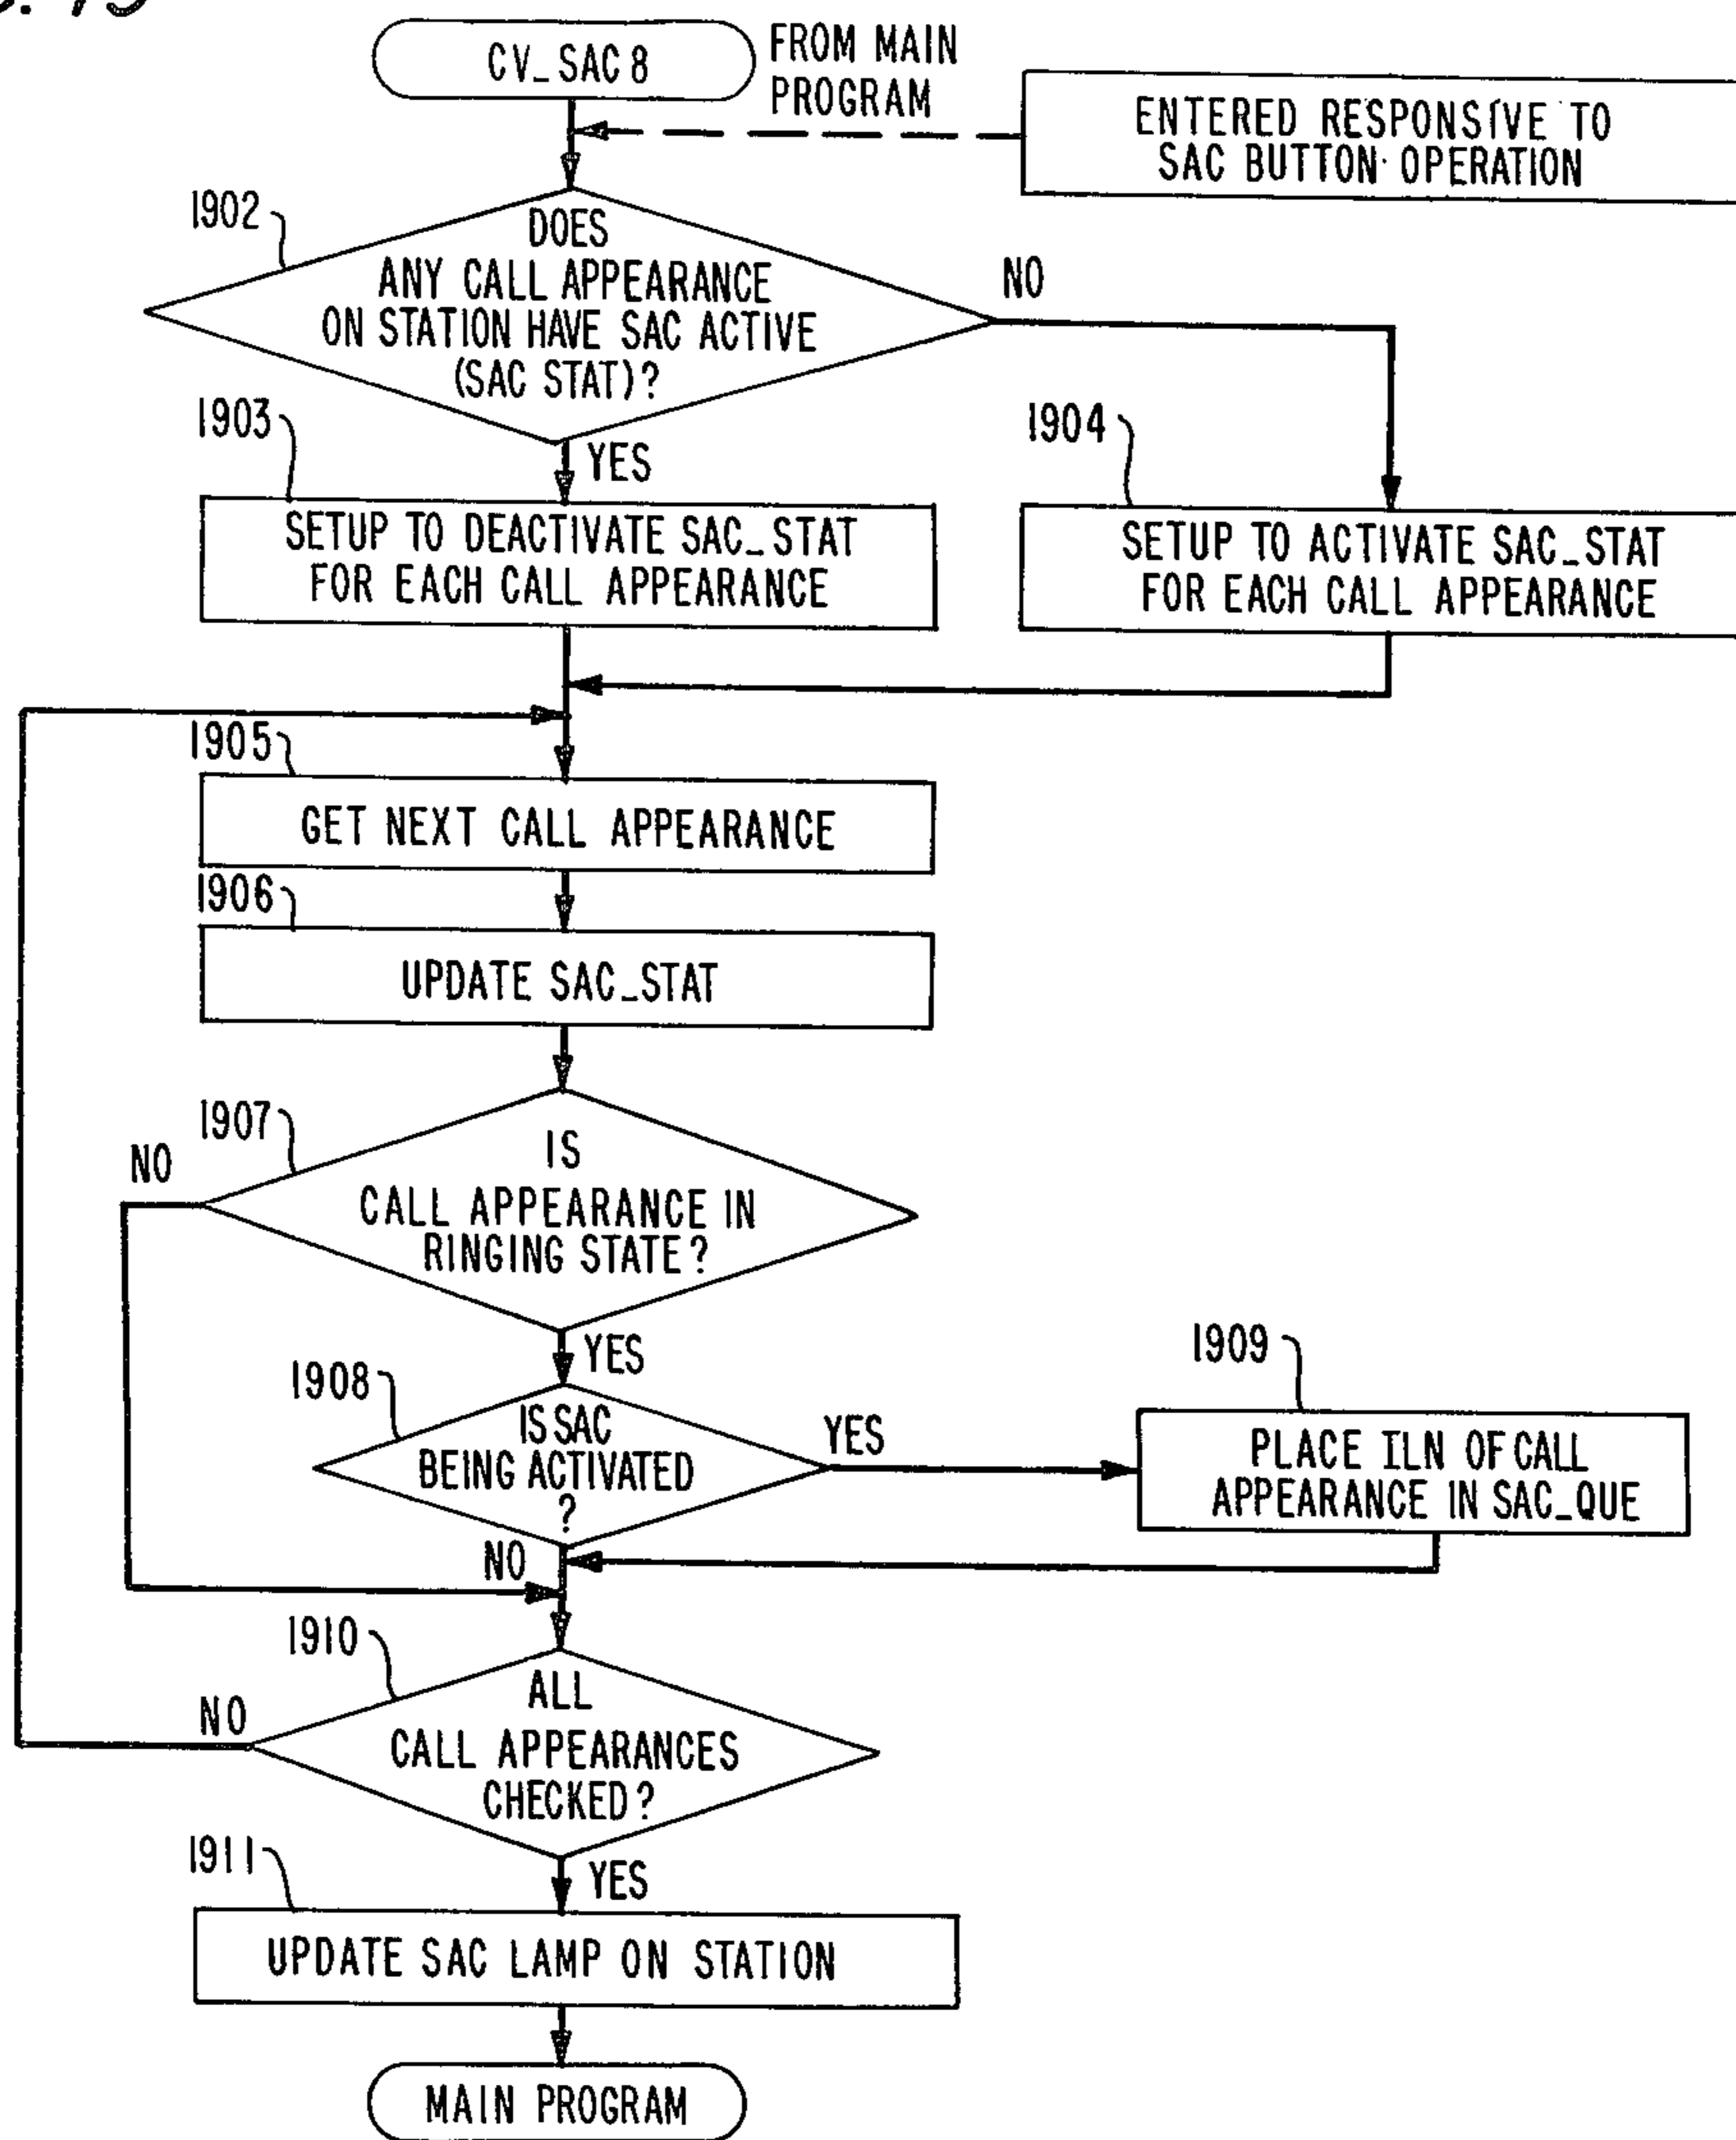 CV_SAC 8
FROM MAIN
PROGRAM
ENTERED RESPONSIVE TO
SAC BUTTON OPERATION
1902
DOES
ANY CALL APPEARANCE
ON STATION HAVE SAC ACTIVE
(SAC STAT)?
NO
YES
1903
SETUP TO DEACTIVATE SAC_STAT
FOR EACH CALL APPEARANCE
1904
SETUP TO ACTIVATE SAC_STAT
FOR EACH CALL APPEARANCE
1905
GET NEXT CALL APPEARANCE
1906
UPDATE SAC_STAT
1907
NO
IS
CALL APPEARANCE IN
RINGING STATE?
YES
1908
IS SAC
BEING ACTIVATED
?
YES
1909
PLACE ILN OF CALL
APPEARANCE IN SAC_QUE
NO
1910
NO
ALL
CALL APPEARANCES
CHECKED?
YES
1911
UPDATE SAC LAMP ON STATION
MAIN PROGRAM